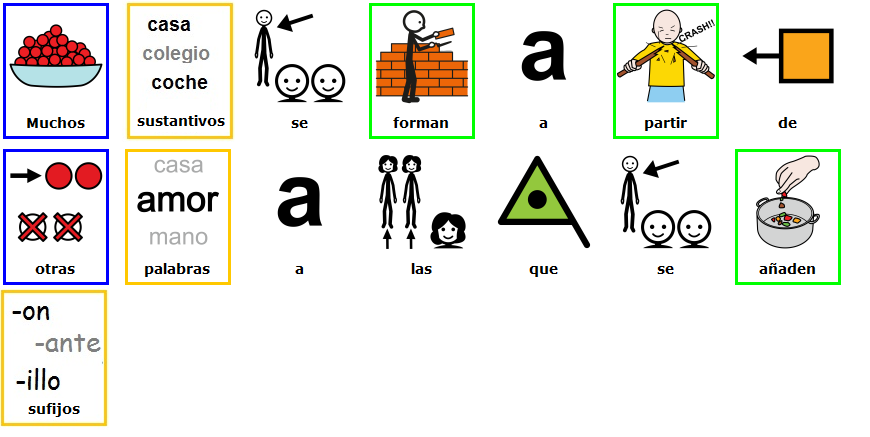 casa
colegio
coche
CRASH!!
a
Muchos sustantivos se forman a partir de
casa
amor
mano
a
otras palabras a las que se añaden
-on
-ante
-illo
sufijos